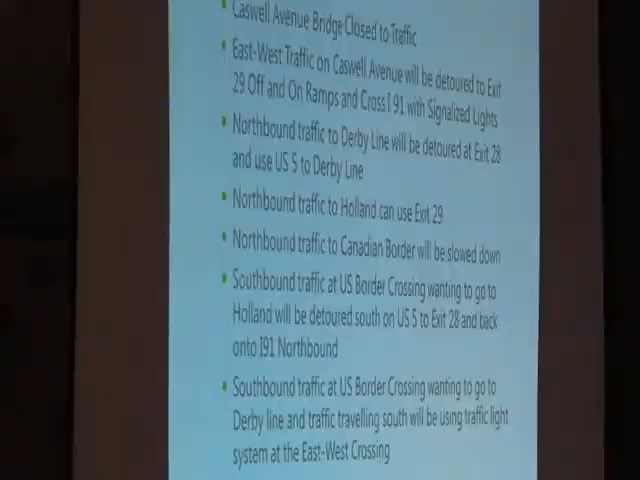 Caswell Avenue Bridge Closed to Traffic
East-West Traffic on Caswell Avenue will be detoured to Exit
29 Off and On Ramps and Cross I 91 with Signalized Lights
Northbound traffic to Derby Line will be detoured at Exit 28
and use US 5 to Derby Line
Northbound traffic to Holland can use Exit 29
Northbound traffic to Canadian Border will be slowed down
Southbound traffic at US Border Crossing wanting to go to
Holland will be detoured south on US 5 to Exit 28 and back
onto I91 Northbound
Southbound traffic at US Border Crossing wanting to go to
Derby line and traffic travelling south will be using traffic light
system at the East-West Crossing